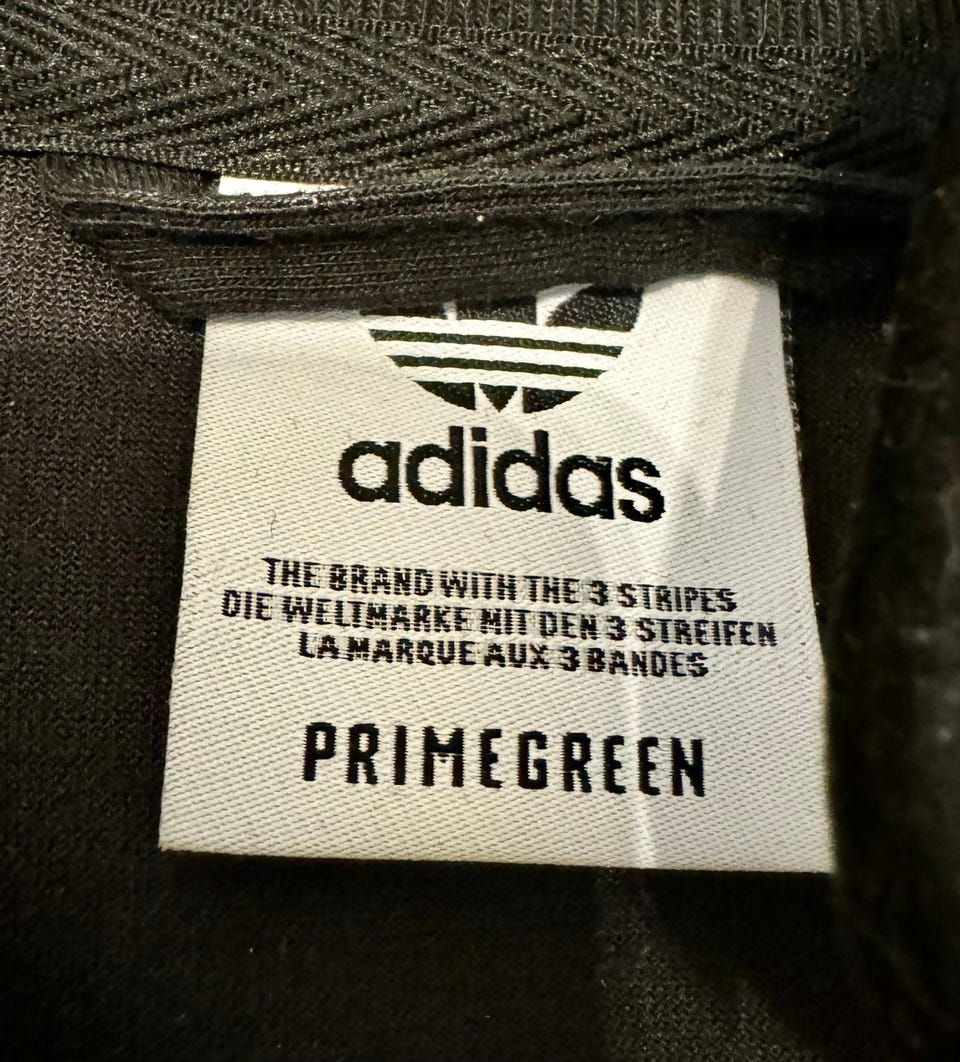 adidas
THE BRAND WITH THE 3 STRIPES
DIE WELTMARKE MIT DEN 3 STREIFEN
LA MARQUE AUX 3 BANDES
PRIMEGREEN